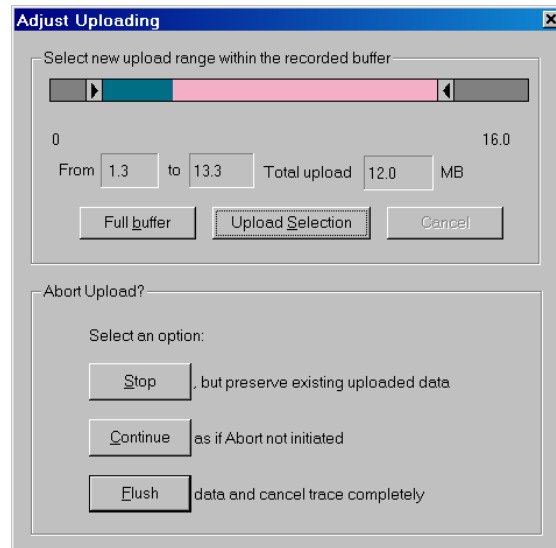 Adjust Uploading
Select new upload range within the recorded buffer
0 16.0
From 1.3 to 13.3 Total upload 12.0 MB
Full buffer Upload Selection Cancel
Abort Upload?
Select an option:
Stop , but preserve existing uploaded data
Continue as if Abort not initiated
Flush data and cancel trace completely